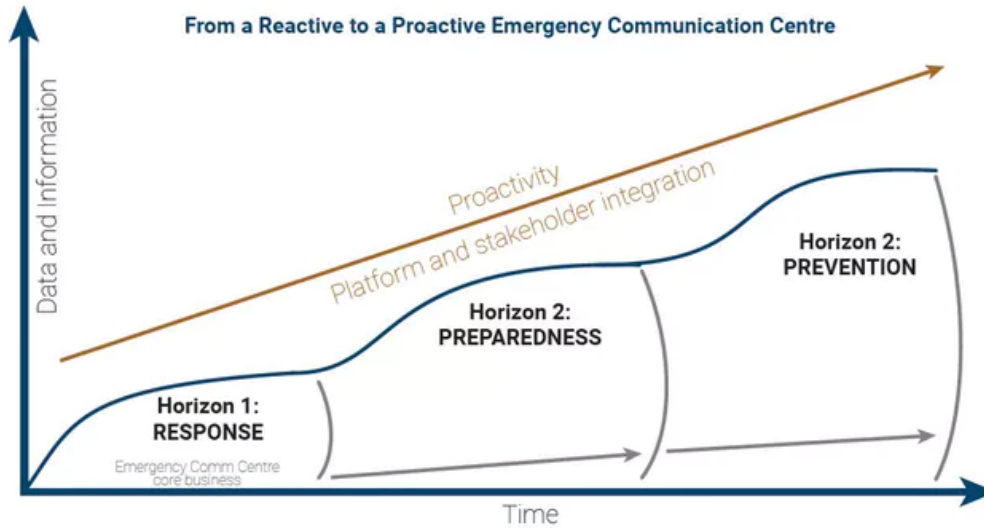 From a Reactive to a Proactive Emergency Communication Centre
Data and Information
Proactivity
Platform and stakeholder integration
Horizon 2:
PREVENTION
Horizon 2:
PREPAREDNESS
Horizon 1:
RESPONSE
Emergency Comm Centre
core business
Time